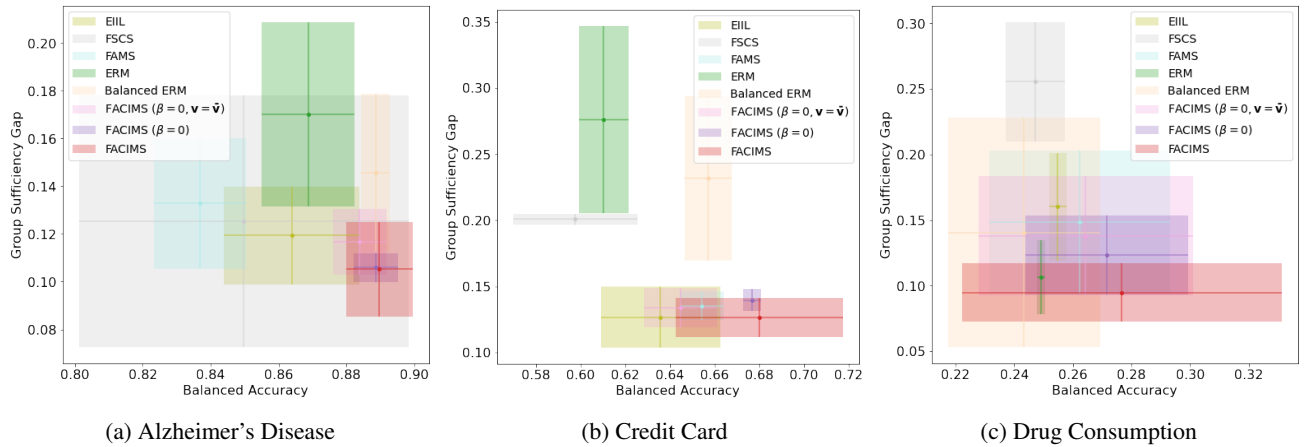 0.20
0.18
0.16
0.14
0.12
0.10
0.08
Group Sufficiency Gap
EIIL
FSCS
FAMS
ERM
Balanced ERM
FACIMS (β = 0, v = v̄)
FACIMS (β = 0)
FACIMS
0.80 0.82 0.84 0.86 0.88 0.90
Balanced Accuracy
(a) Alzheimer's Disease
0.35
0.30
0.25
0.20
0.15
0.10
Group Sufficiency Gap
EIIL
FSCS
FAMS
ERM
Balanced ERM
FACIMS (β = 0, v = v̄)
FACIMS (β = 0)
FACIMS
0.58 0.60 0.62 0.64 0.66 0.68 0.70 0.72
Balanced Accuracy
(b) Credit Card
0.30
0.25
0.20
0.15
0.10
0.05
Group Sufficiency Gap
EIIL
FSCS
FAMS
ERM
Balanced ERM
FACIMS (β = 0, v = v̄)
FACIMS (β = 0)
FACIMS
0.22 0.24 0.26 0.28 0.30 0.32
Balanced Accuracy
(c) Drug Consumption